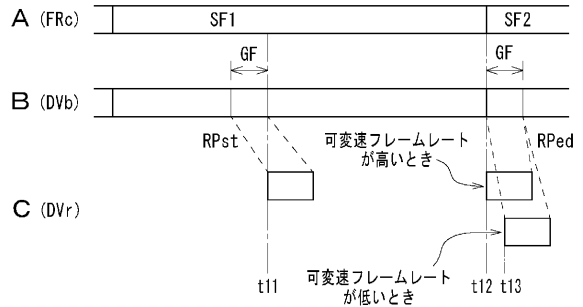 A (FRc)
SF1
SF2
GF
GF
B (DVb)
RPst
可変速フレームレート
が高いとき
RPed
C (DVr)
可変速フレームレート
が低いとき
t11
t12
t13